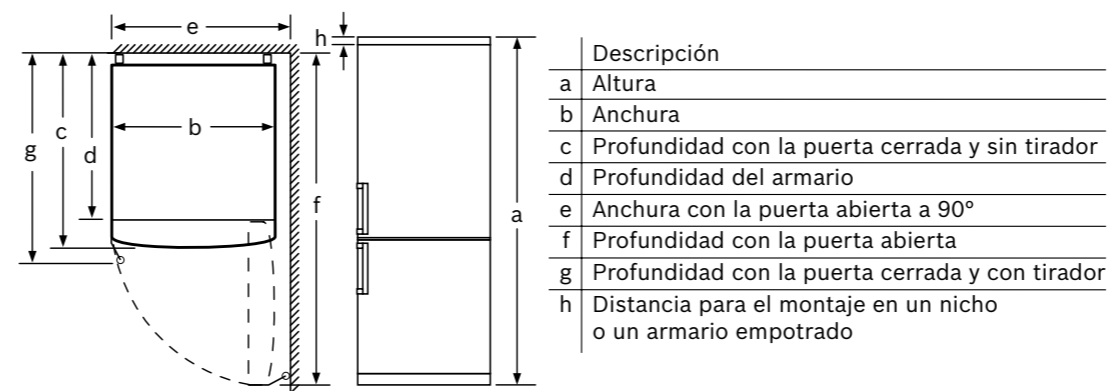 e
h
g
c
d
b
f
a
Descripción
a Altura
b Anchura
c Profundidad con la puerta cerrada y sin tirador
d Profundidad del armario
e Anchura con la puerta abierta a 90°
f Profundidad con la puerta abierta
g Profundidad con la puerta cerrada y con tirador
h Distancia para el montaje en un nicho
o un armario empotrado